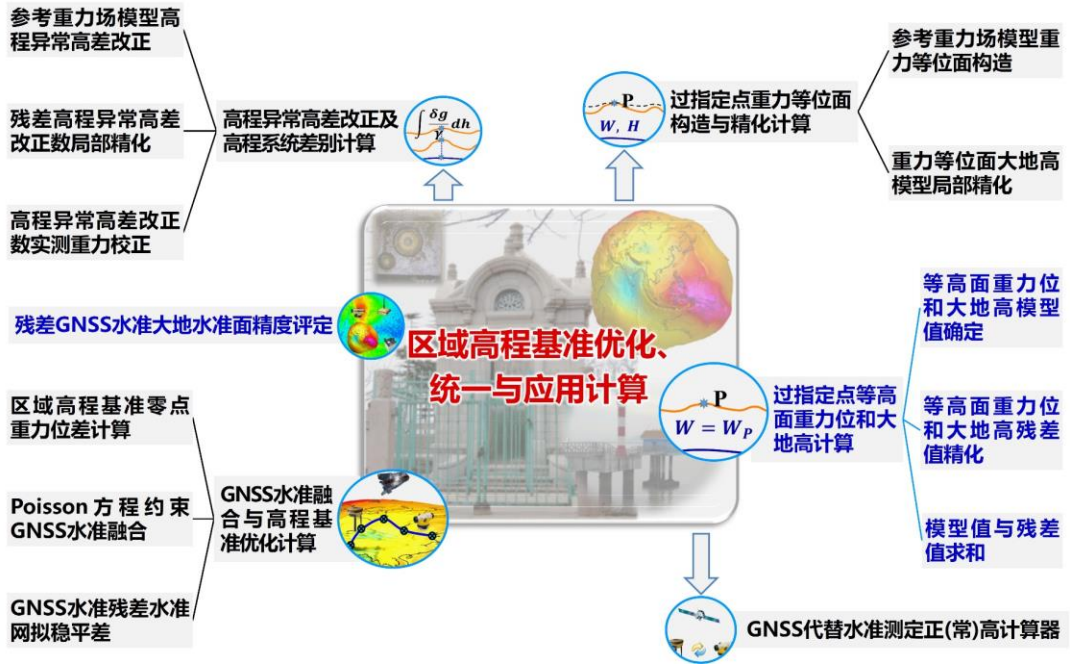 参考重力场模型高
程异常高差改正
残差高程异常高差
改正数局部精化
高程异常高差改正
数实测重力校正
高程异常高差改正及
高程系统差别计算
∫ δg/γ dh
P
W, H
过指定点重力等位面
构造与精化计算
参考重力场模型重
力等位面构造
重力等位面大地高
模型局部精化
残差GNSS水准大地水准面精度评定
区域高程基准优化、
统一与应用计算
P
W = W_P
过指定点等高
面重力位和大
地高计算
等高面重力位
和大地高模型
值确定
等高面重力位
和大地高残差
值精化
模型值与残差
值求和
区域高程基准零点
重力位差计算
Poisson方程约束
GNSS水准融合
GNSS水准残差水准
网拟稳平差
GNSS水准融
合与高程基
准优化计算
GNSS代替水准测定正(常)高计算器